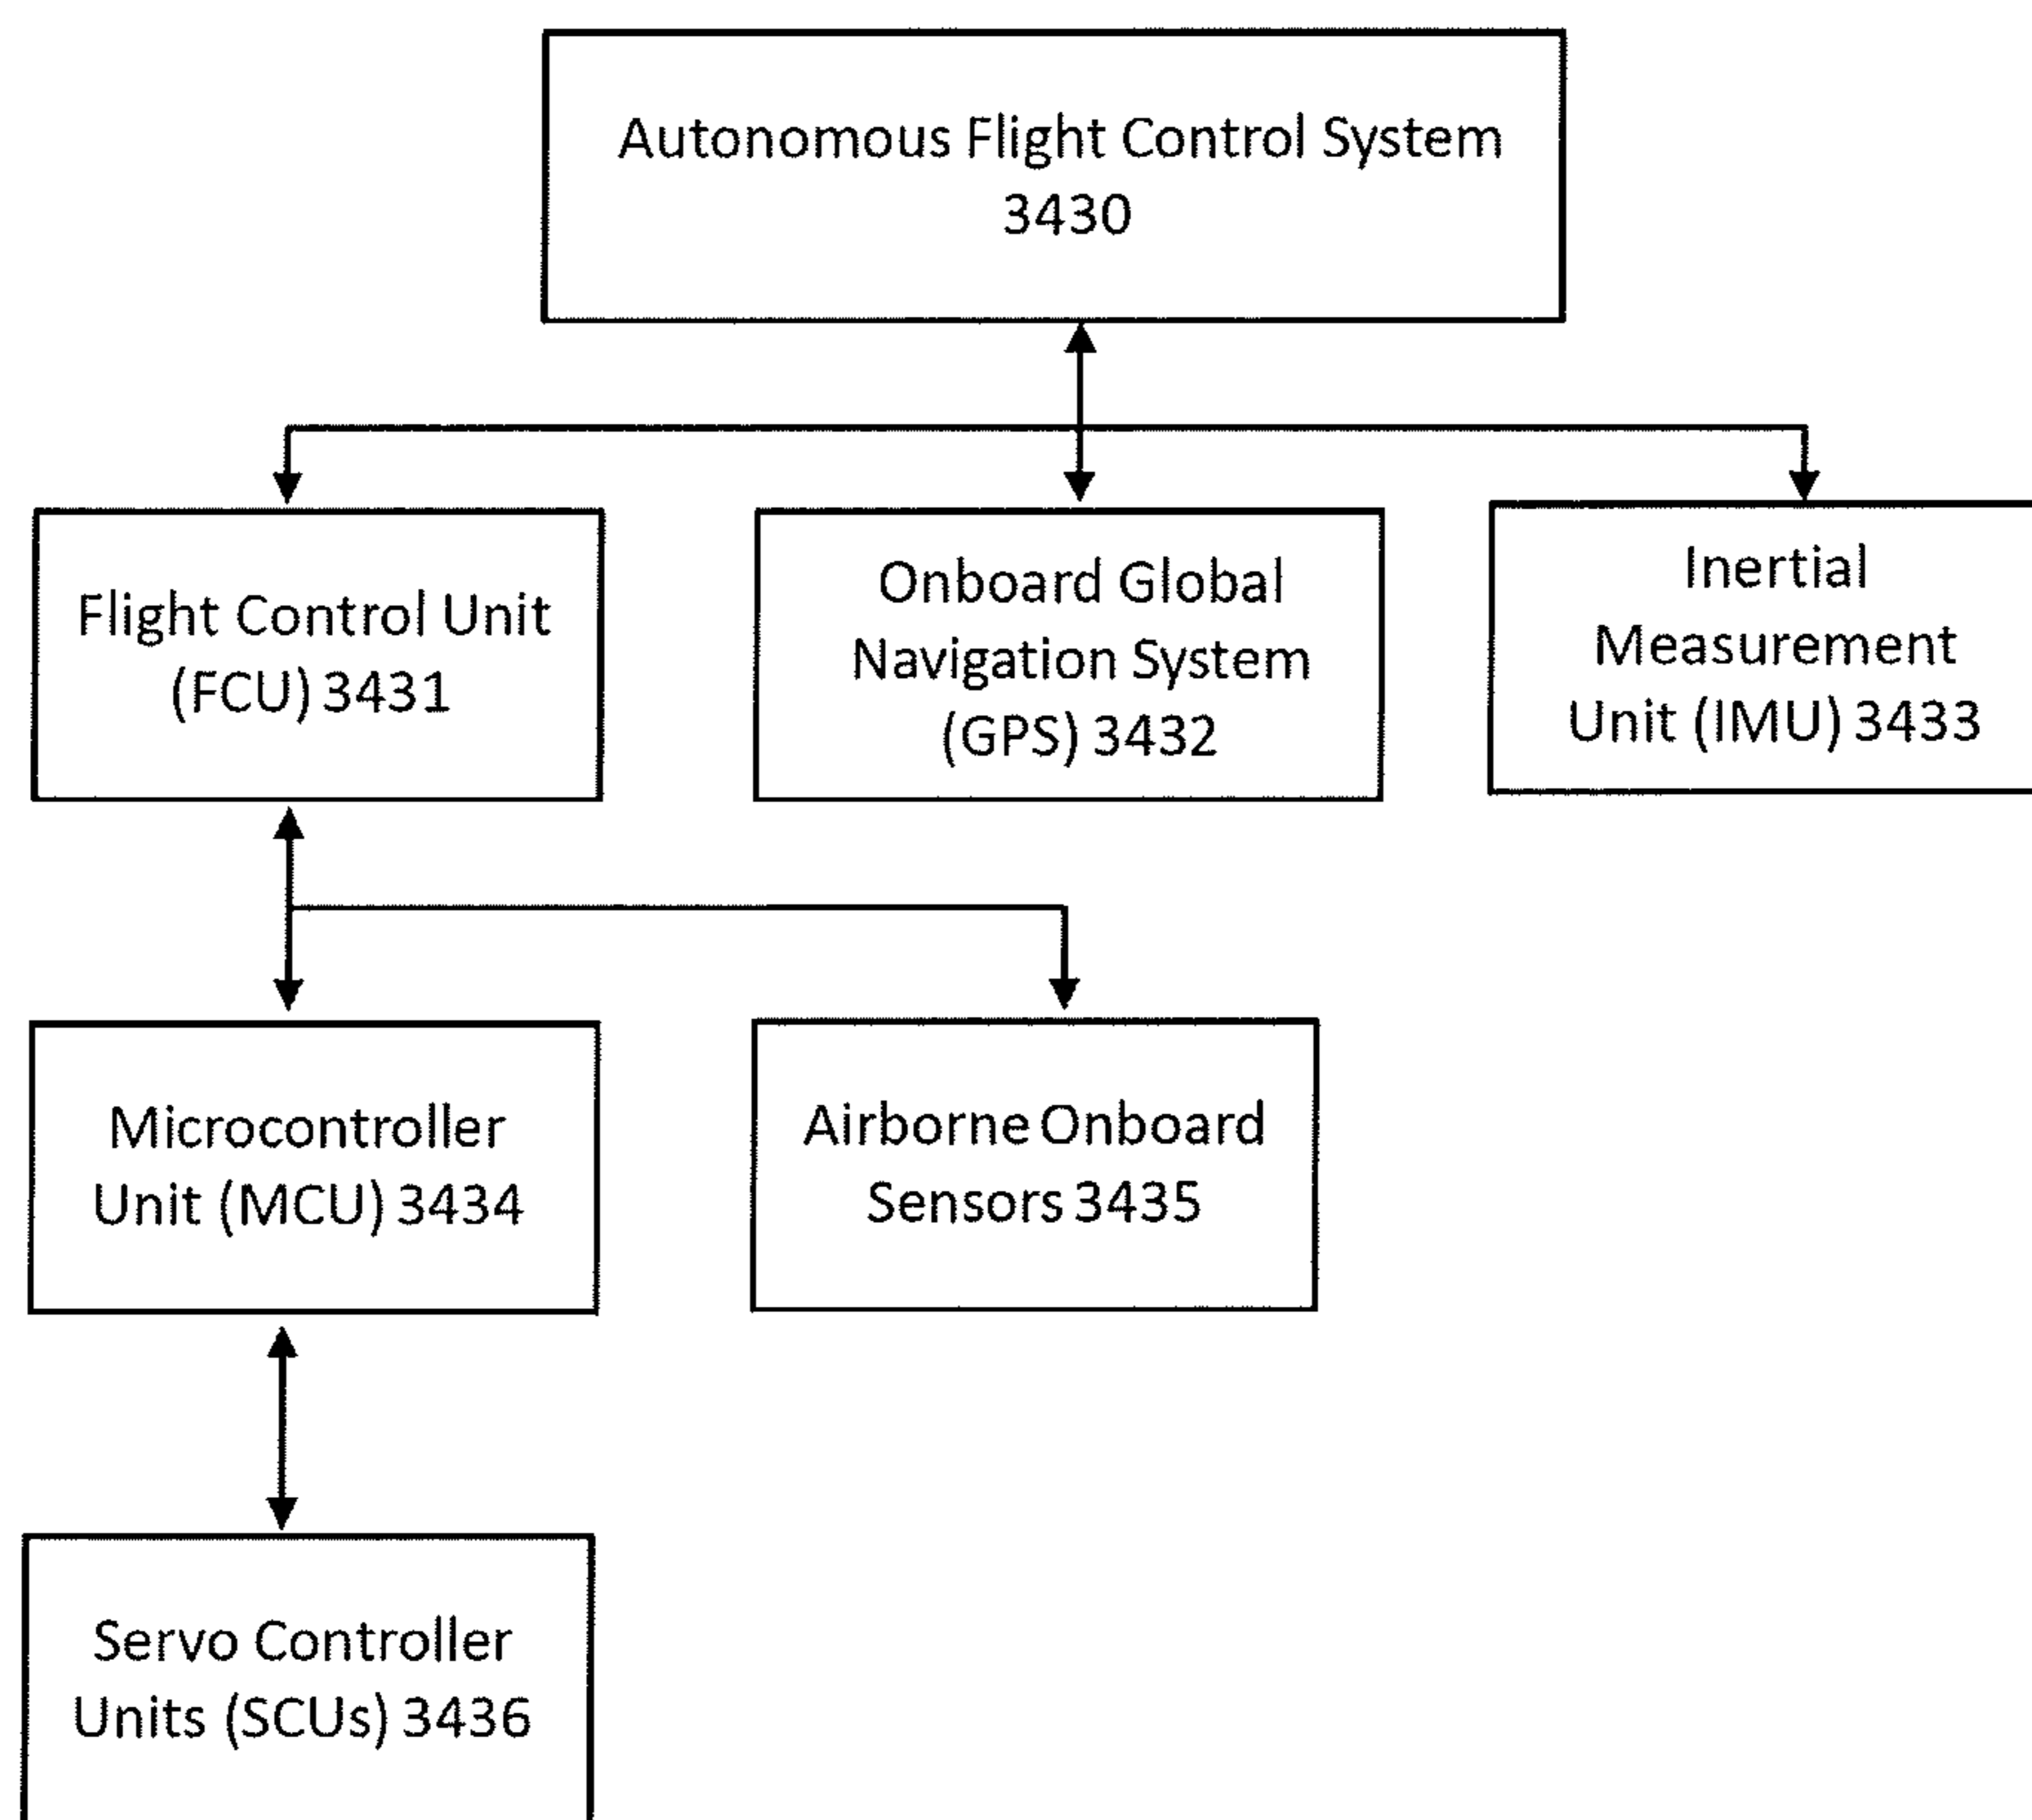 Autonomous Flight Control System
3430
Flight Control Unit
(FCU) 3431
Onboard Global
Navigation System
(GPS) 3432
Inertial
Measurement
Unit (IMU) 3433
Microcontroller
Unit (MCU) 3434
Airborne Onboard
Sensors 3435
Servo Controller
Units (SCUs) 3436